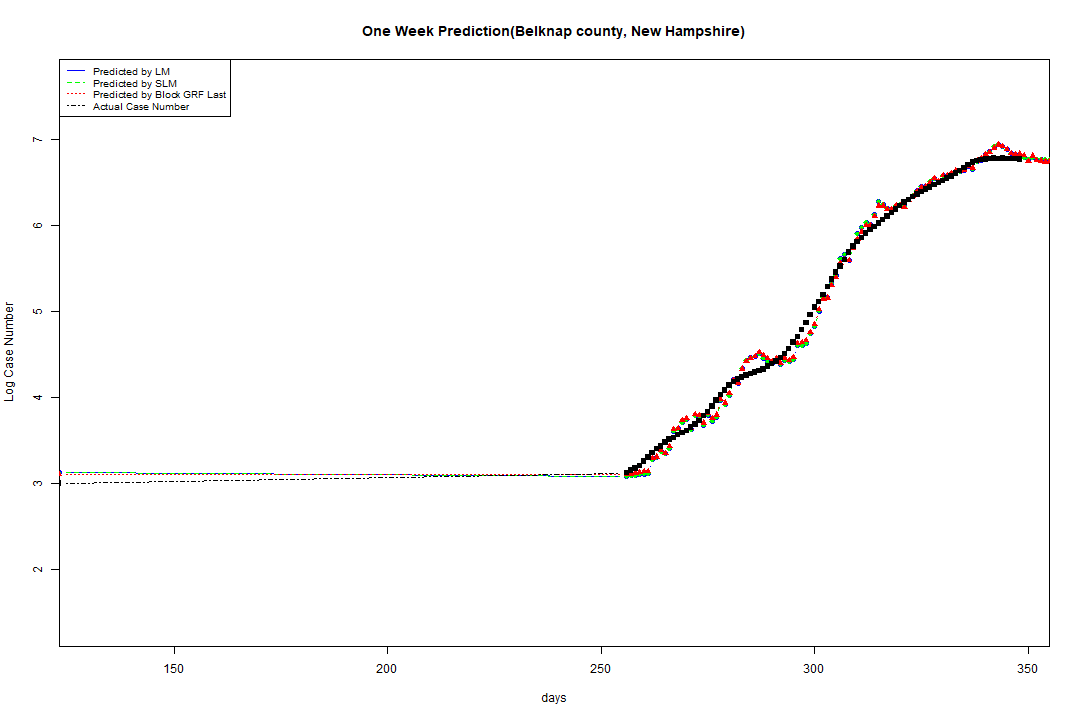 One Week Prediction(Belknap county, New Hampshire)
Predicted by LM
Predicted by SLM
Predicted by Block GRF Last
Actual Case Number
7
6
5
4
3
2
Log Case Number
150 200 250 300 350
days